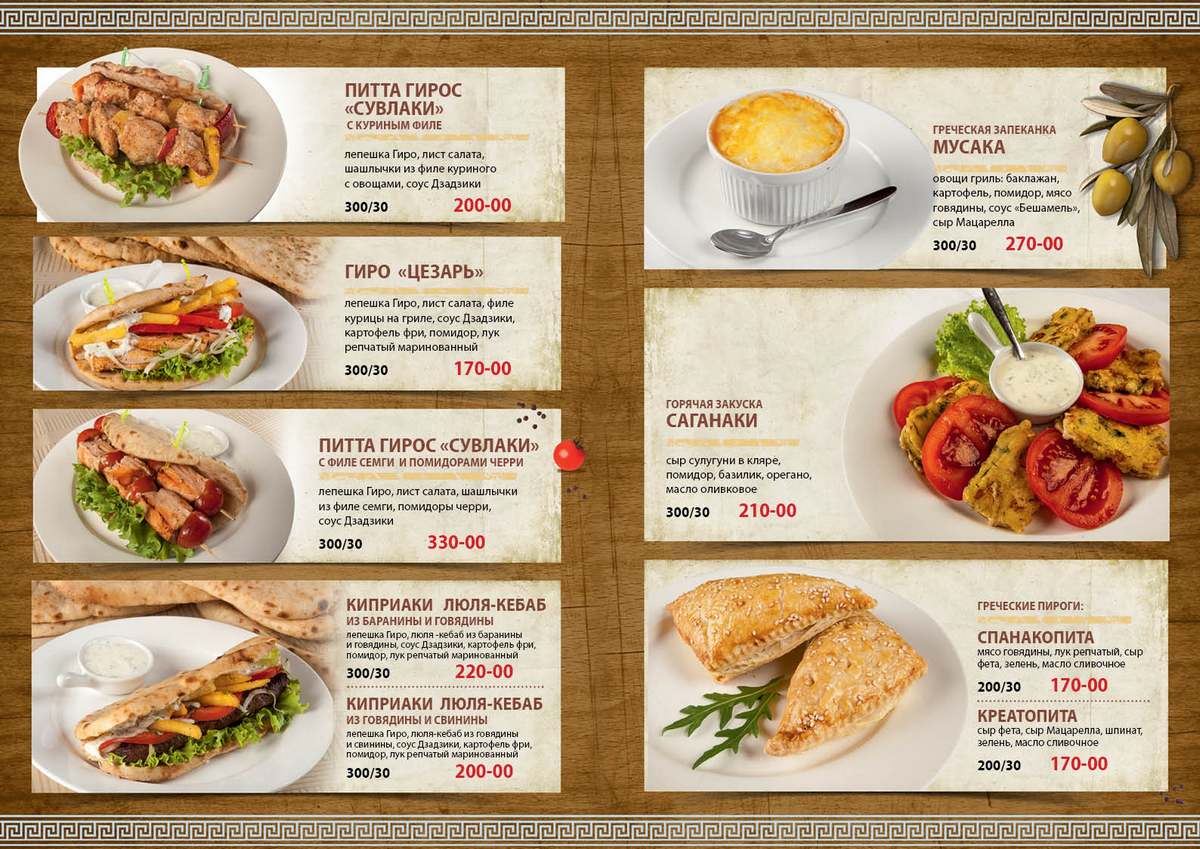 ПИТТА ГИРОС
«СУВЛАКИ»
С КУРИНЫМ ФИЛЕ
лепешка Гиро, лист салата,
шашлычки из филе куриного
с овощами, соус Дзадзики
300/30 200-00
ГИРО «ЦЕЗАРЬ»
лепешка Гиро, лист салата, филе
курицы на гриле, соус Дзадзики,
картофель фри, помидор, лук
репчатый маринованный
300/30 170-00
ПИТТА ГИРОС «СУВЛАКИ»
С ФИЛЕ СЕМГИ И ПОМИДОРАМИ ЧЕРРИ
лепешка Гиро, лист салата, шашлычки
из филе семги, помидоры черри,
соус Дзадзики
300/30 330-00
КИПРИАКИ ЛЮЛЯ-КЕБАБ
ИЗ БАРАНИНЫ И ГОВЯДИНЫ
лепешка Гиро, люля -кебаб из баранины
и говядины, соус Дзадзики, картофель фри,
помидор, лук репчатый маринованный
300/30 220-00
КИПРИАКИ ЛЮЛЯ-КЕБАБ
ИЗ ГОВЯДИНЫ И СВИНИНЫ
лепешка Гиро, люля-кебаб из говядины
и свинины, соус Дзадзики, картофель фри,
помидор, лук репчатый маринованный
300/30 200-00
ГРЕЧЕСКАЯ ЗАПЕКАНКА
МУСАКА
овощи гриль: баклажан,
картофель, помидор, мясо
говядины, соус «Бешамель»,
сыр Мацарелла
300/30 270-00
ГОРЯЧАЯ ЗАКУСКА
САГАНАКИ
сыр сулугуни в кляре,
помидор, базилик, орегано,
масло оливковое
300/30 210-00
ГРЕЧЕСКИЕ ПИРОГИ:
СПАНАКОПИТА
мясо говядины, лук репчатый, сыр
фета, зелень, масло сливочное
200/30 170-00
КРЕАТОПИТА
сыр фета, сыр Мацарелла, шпинат,
зелень, масло сливочное
200/30 170-00